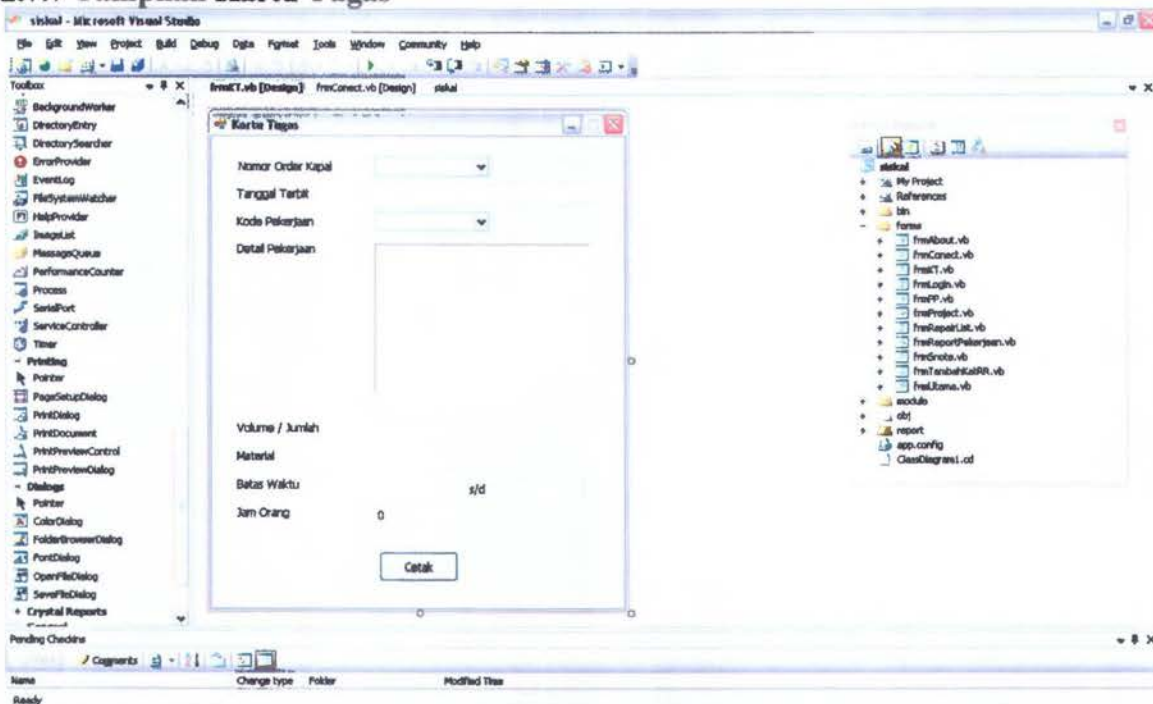 Tampilan Kartu Tugas
siskal - Microsoft Visual Studio
File Edit View Project Build Debug Data Format Tools Window Community Help
Toolbox
frmKT.vb [Design] frmConect.vb [Design] siskal
BackgroundWorker
DirectoryEntry
DirectorySearcher
ErrorProvider
EventLog
FileSystemWatcher
HelpProvider
ImageList
MessageQueue
PerformanceCounter
Process
SerialPort
ServiceController
Timer
Printing
Pointer
PageSetupDialog
PrintDialog
PrintDocument
PrintPreviewControl
PrintPreviewDialog
Dialogs
Pointer
ColorDialog
FolderBrowserDialog
FontDialog
OpenFileDialog
SaveFileDialog
Crystal Reports
General
Kartu Tugas
Nomor Order Kapal
Tanggal Terbit
Kode Pekerjaan
Detail Pekerjaan
Volume / Jumlah
Material
Batas Waktu s/d
Jam Orang 0
Cetak
siskal
My Project
References
bin
forms
frmAbout.vb
frmConect.vb
frmKT.vb
frmLogin.vb
frmPP.vb
frmProject.vb
frmRepairList.vb
frmReportPekerjaan.vb
frmSnota.vb
frmTambahKatRR.vb
frmUtama.vb
module
obj
report
app.config
ClassDiagram1.cd
Pending Checkins
Comments
Name Change type Folder Modified Time
Ready